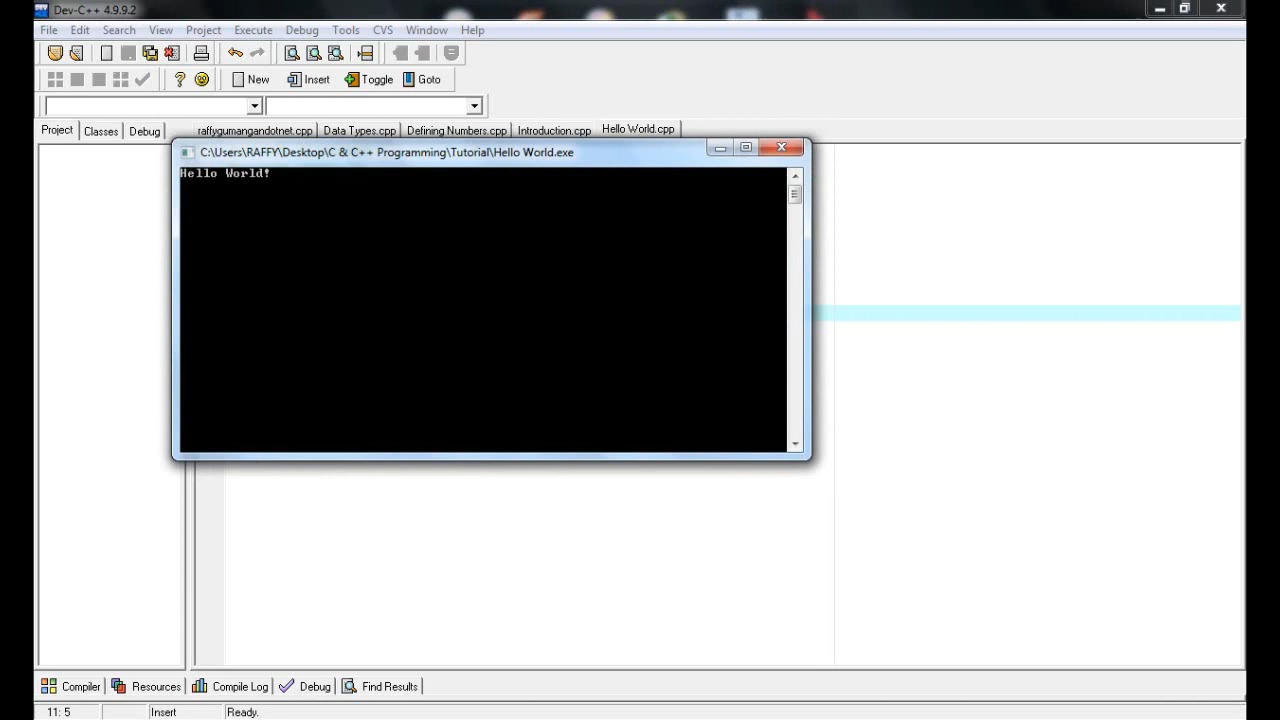 Dev-C++ 4.9.9.2
File Edit Search View Project Execute Debug Tools CVS Window Help
New Insert Toggle Goto
Project Classes Debug raffygumangandotnet.cpp Data Types.cpp Defining Numbers.cpp Introduction.cpp Hello World.cpp
C:\Users\RAFFY\Desktop\C & C++ Programming\Tutorial\Hello World.exe
Hello World!
Compiler Resources Compile Log Debug Find Results
11: 5 Insert Ready.